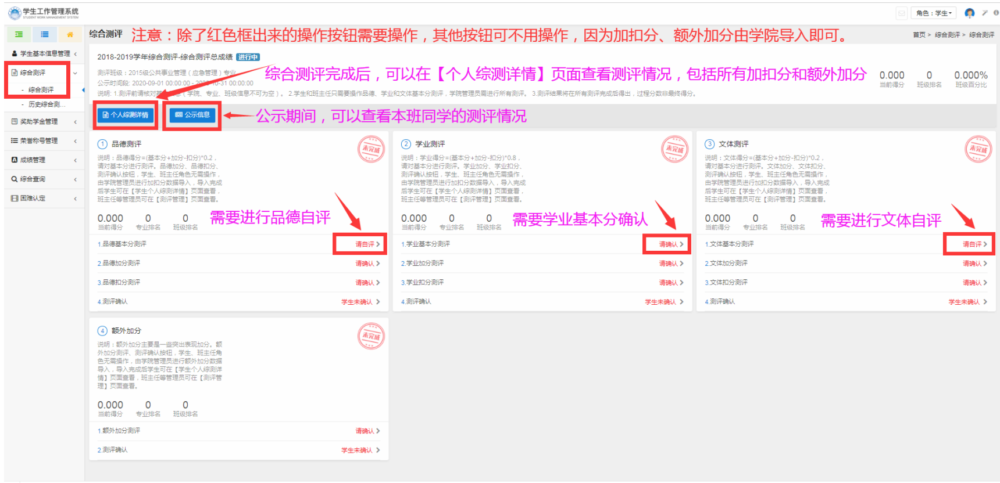 学生工作管理系统
STUDENT WORK MANAGEMENT SYSTEM
角色：学生
学生基本信息管理
综合测评
- 综合测评
- 历史综合测...
奖助学金管理
荣誉称号管理
成绩管理
综合查询
困难认定
综合测评
注意：除了红色框出来的操作按钮需要操作，其他按钮可不用操作，因为加扣分、额外加分由学院导入即可。
首页 > 综合测评 > 综合测评
2018-2019学年综合测评-综合测评总成绩 进行中
测评班级：2015级公共事业管理（应急管理）专业
综合测评完成后，可以在【个人综测详情】页面查看测评情况，包括所有加扣分和额外加分
公示时间段：2020-09-01 00:00:00 - 2020-10-31 00:00:00
说明：1.测评前请核对基 息（学院、专业、班级信息不可为空）。 2.学生和班主任只需要操作品德、学业和文体基本分测评，学院管理员需进行所有测评。 3.测评结果将在所有测评完成后得出，过程分数非最终得分。
0.000 0 0.000%
当前得分 班级排名 班级百分比
个人综测详情
公示信息
公示期间，可以查看本班同学的测评情况
1 品德测评
未完成
说明：品德得分=(基本分+加分-扣分)*0.2，
请对基本分进行测评。品德加分、品德扣分、
测评确认按钮，学生、班主任角色无需操作，
由学院管理员进行加扣分数据导入，导入完成
后学生可在【学生个人综测详情】页面查看，
班主任等管理员可在【测评管理】页面查看。
0.000 0 0
当前得分 专业排名 班级排名
需要进行品德自评
1.品德基本分测评 请自评
2.品德加分测评 请确认
3.品德扣分测评 请确认
4.测评确认 学生未确认
2 学业测评
未完成
说明：学业得分=(基本分+加分-扣分)*0.8，
请对基本分进行测评。学业加分、学业扣分、
测评确认按钮，学生、班主任角色无需操作，
由学院管理员进行加扣分数据导入，导入完成
后学生可在【学生个人综测详情】页面查看，
班主任等管理员可在【测评管理】页面查看。
0.000 0 0
当前得分 专业排名 班级排名
需要学业基本分确认
1.学业基本分测评 请确认
2.学业加分测评 请确认
3.学业扣分测评 请确认
4.测评确认 学生未确认
3 文体测评
未完成
说明：文体得分=(基本分+加分-扣分)*0.2，
请对基本分进行测评。文体加分、文体扣分、
测评确认按钮，学生、班主任角色无需操作，
由学院管理员进行加扣分数据导入，导入完成
后学生可在【学生个人综测详情】页面查看，
班主任等管理员可在【测评管理】页面查看。
0.000 0 0
当前得分 专业排名 班级排名
需要进行文体自评
1.文体基本分测评 请自评
2.文体加分测评 请确认
3.文体扣分测评 请确认
4.测评确认 学生未确认
4 额外加分
未完成
说明：额外加分主要是一些突出表现加分。额
外加分测评、测评确认按钮，学生、班主任角
色无需操作，由学院管理员进行额外加分数据
导入，导入完成后学生可在【学生个人综测详
情】页面查看，班主任等管理员可在【测评管
理】页面查看。
0.000 0 0
当前得分 专业排名 班级排名
1.额外加分测评 请确认
2.测评确认 学生未确认